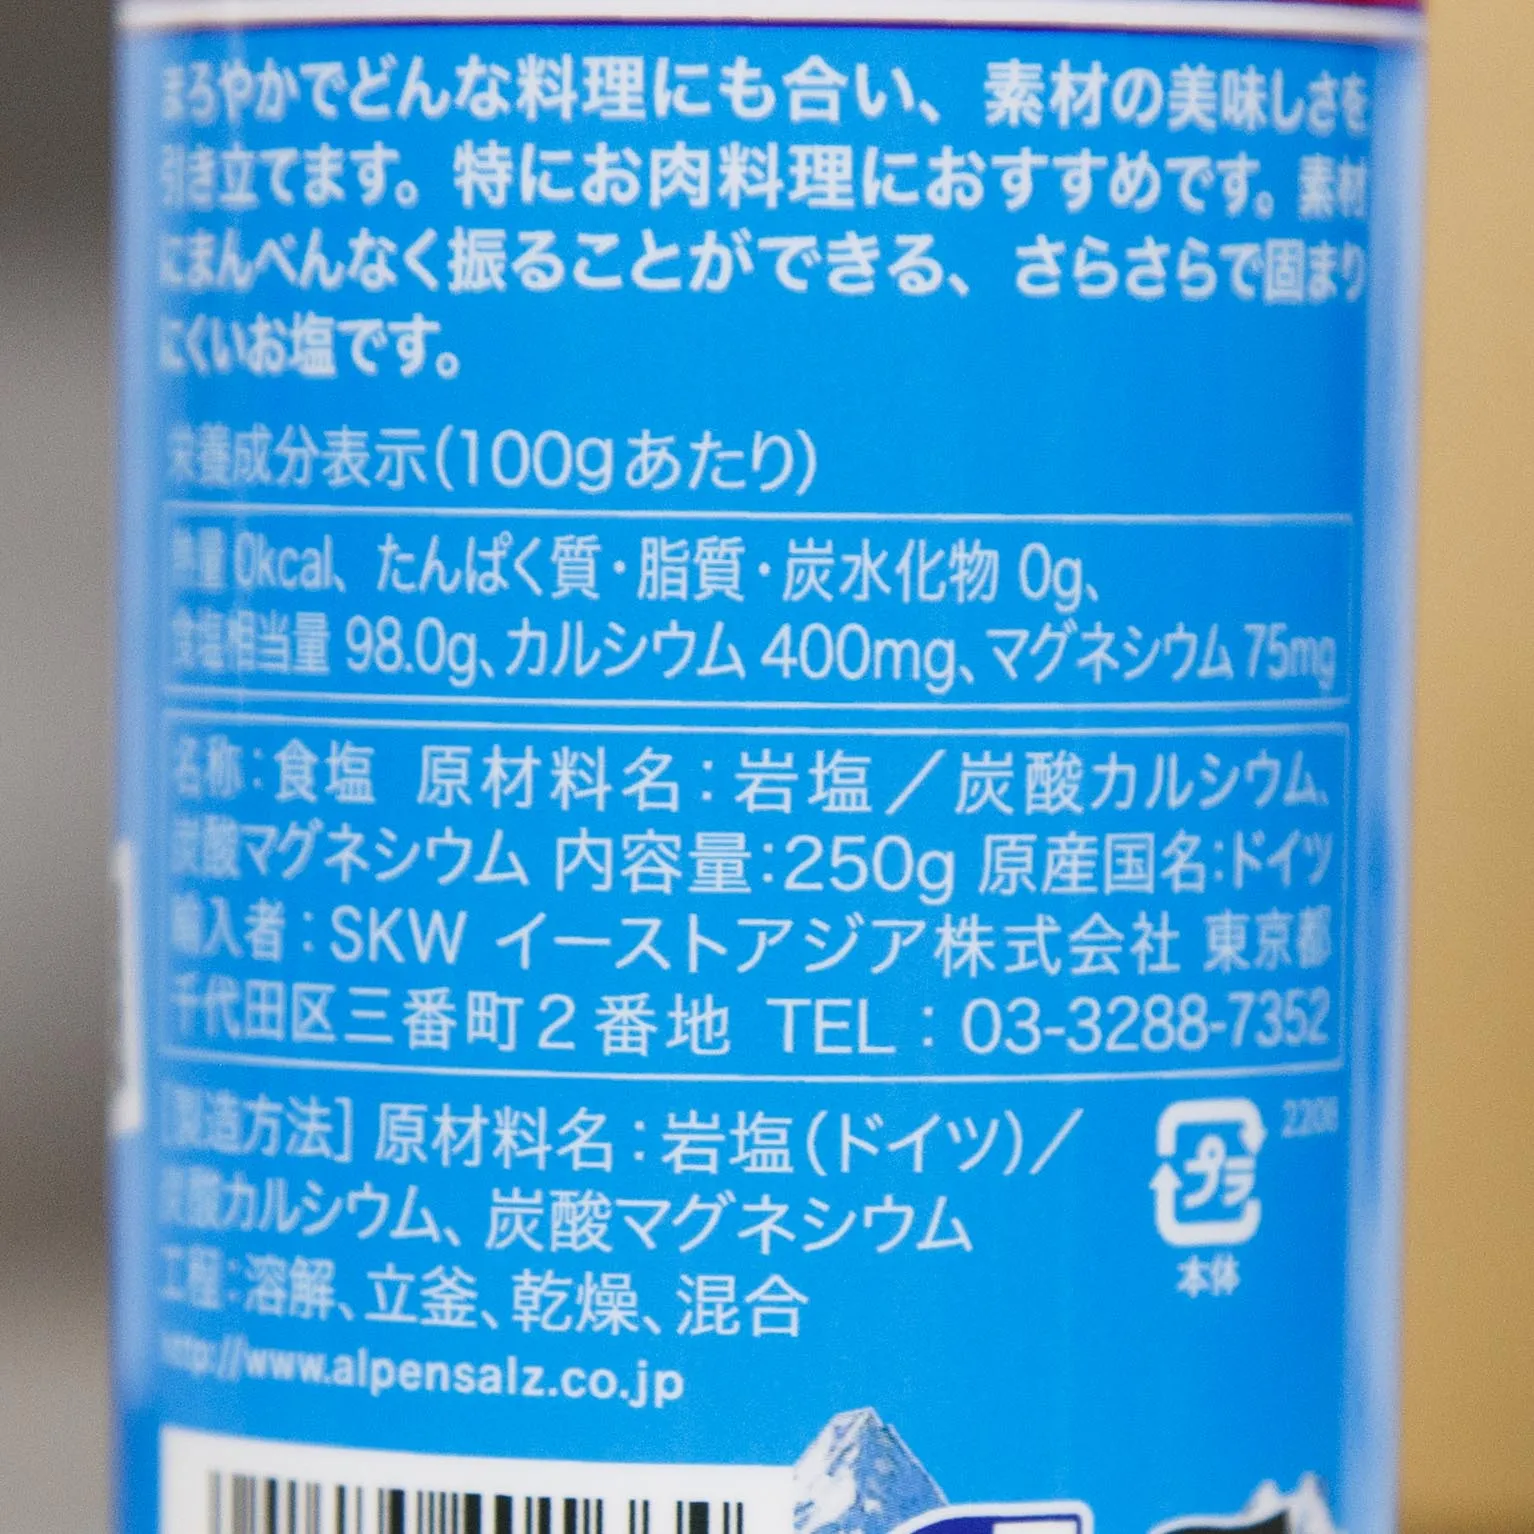 まろやかでどんな料理にも合い、素材の美味しさを
引き立てます。特にお肉料理におすすめです。素材
にまんべんなく振ることができる、さらさらで固まり
にくいお塩です。
栄養成分表示(100gあたり)
熱量0kcal、たんぱく質・脂質・炭水化物 0g、
食塩相当量 98.0g、カルシウム 400mg、マグネシウム 75mg
名称：食塩 原材料名：岩塩／炭酸カルシウム、
炭酸マグネシウム 内容量：250g 原産国名：ドイツ
輸入者：SKW イーストアジア株式会社 東京都
千代田区三番町2番地 TEL：03-3288-7352
[製造方法] 原材料名：岩塩(ドイツ)／
炭酸カルシウム、炭酸マグネシウム
工程：溶解、立釜、乾燥、混合
http://www.alpensalz.co.jp
2208
プラ
本体